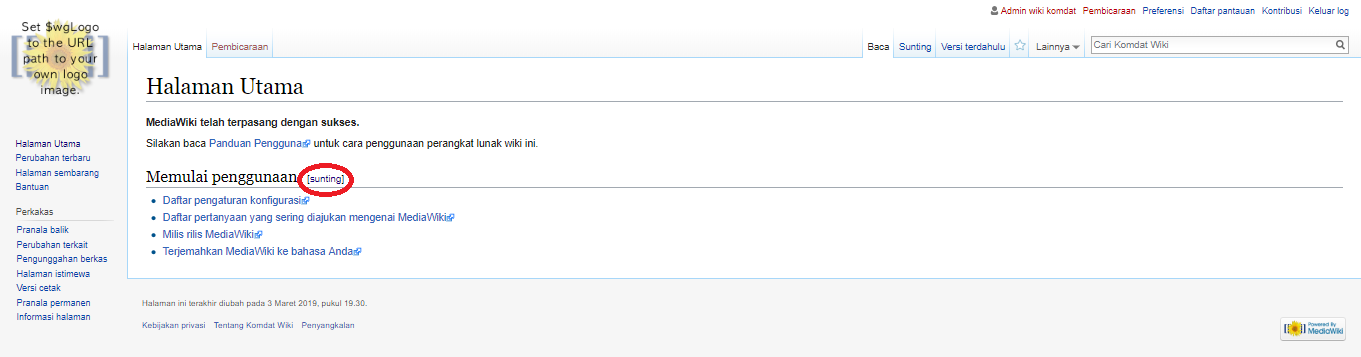 Set $wgLogo
to the URL
path to your
own logo
image.
Admin wiki komdat Pembicaraan Preferensi Daftar pantauan Kontribusi Keluar log
Halaman Utama Pembicaraan Baca Sunting Versi terdahulu Lainnya Cari Komdat Wiki
Halaman Utama
MediaWiki telah terpasang dengan sukses.
Silakan baca Panduan Pengguna untuk cara penggunaan perangkat lunak wiki ini.
Memulai penggunaan [sunting]
Daftar pengaturan konfigurasi
Daftar pertanyaan yang sering diajukan mengenai MediaWiki
Milis rilis MediaWiki
Terjemahkan MediaWiki ke bahasa Anda
Halaman Utama
Perubahan terbaru
Halaman sembarang
Bantuan
Perkakas
Pranala balik
Perubahan terkait
Pengunggahan berkas
Halaman istimewa
Versi cetak
Pranala permanen
Informasi halaman
Halaman ini terakhir diubah pada 3 Maret 2019, pukul 19.30.
Kebijakan privasi Tentang Komdat Wiki Penyangkalan
Powered By
MediaWiki